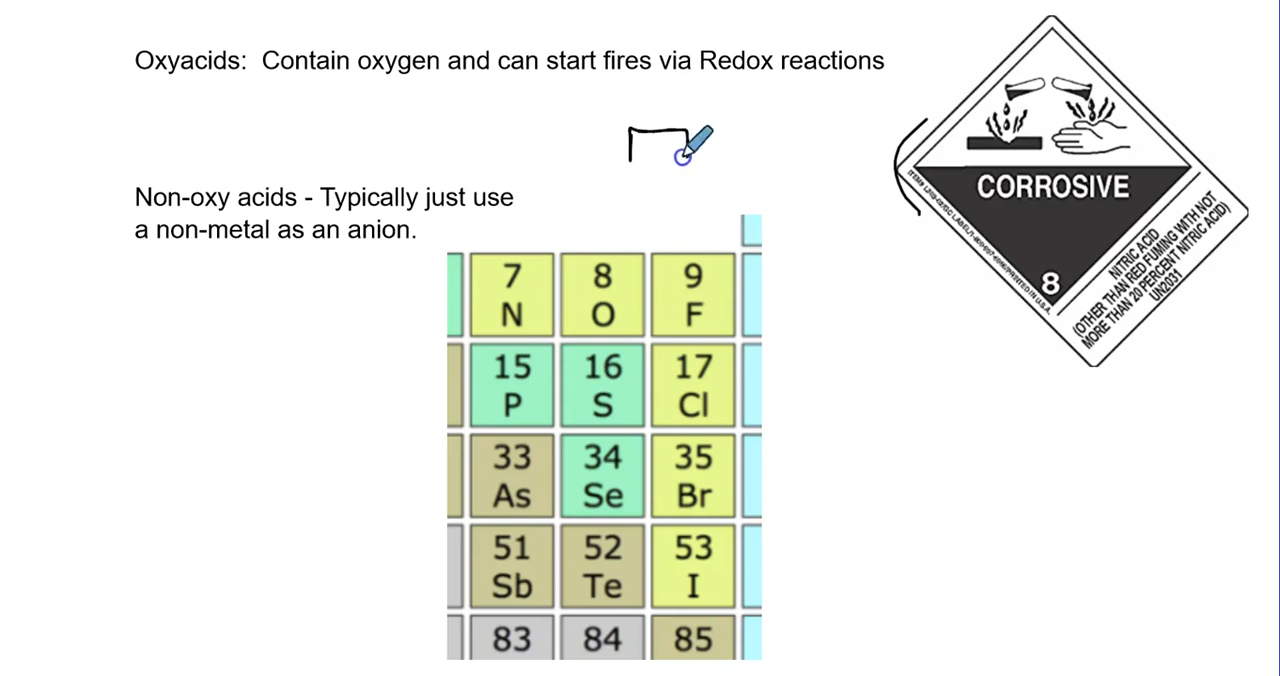 Oxyacids: Contain oxygen and can start fires via Redox reactions
Non-oxy acids - Typically just use
a non-metal as an anion.
7 8 9
N O F
15 16 17
P S Cl
33 34 35
As Se Br
51 52 53
Sb Te I
83 84 85
CORROSIVE
8
NITRIC ACID
(OTHER THAN RED FUMING WITH NOT
MORE THAN 20 PERCENT NITRIC ACID)
UN2031
PRINTED IN U.S.A.